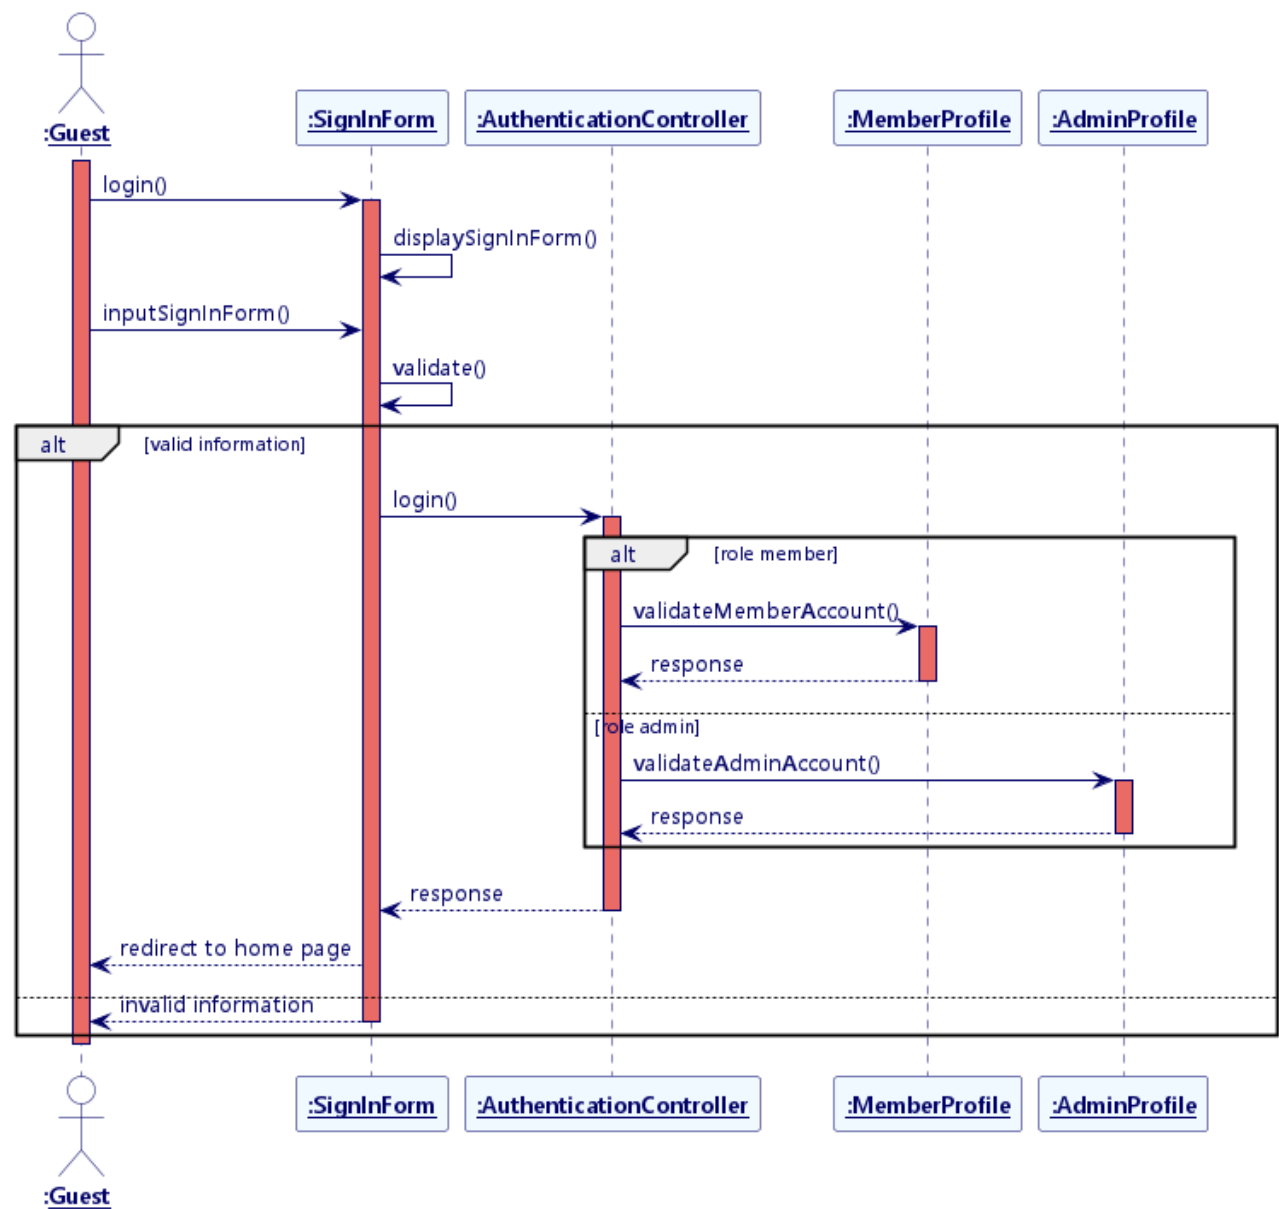 :Guest
:SignInForm
:AuthenticationController
:MemberProfile
:AdminProfile
login()
displaySignInForm()
inputSignInForm()
validate()
alt
[valid information]
login()
alt
[role member]
validateMemberAccount()
response
[role admin]
validateAdminAccount()
response
response
redirect to home page
invalid information
:SignInForm
:AuthenticationController
:MemberProfile
:AdminProfile
:Guest